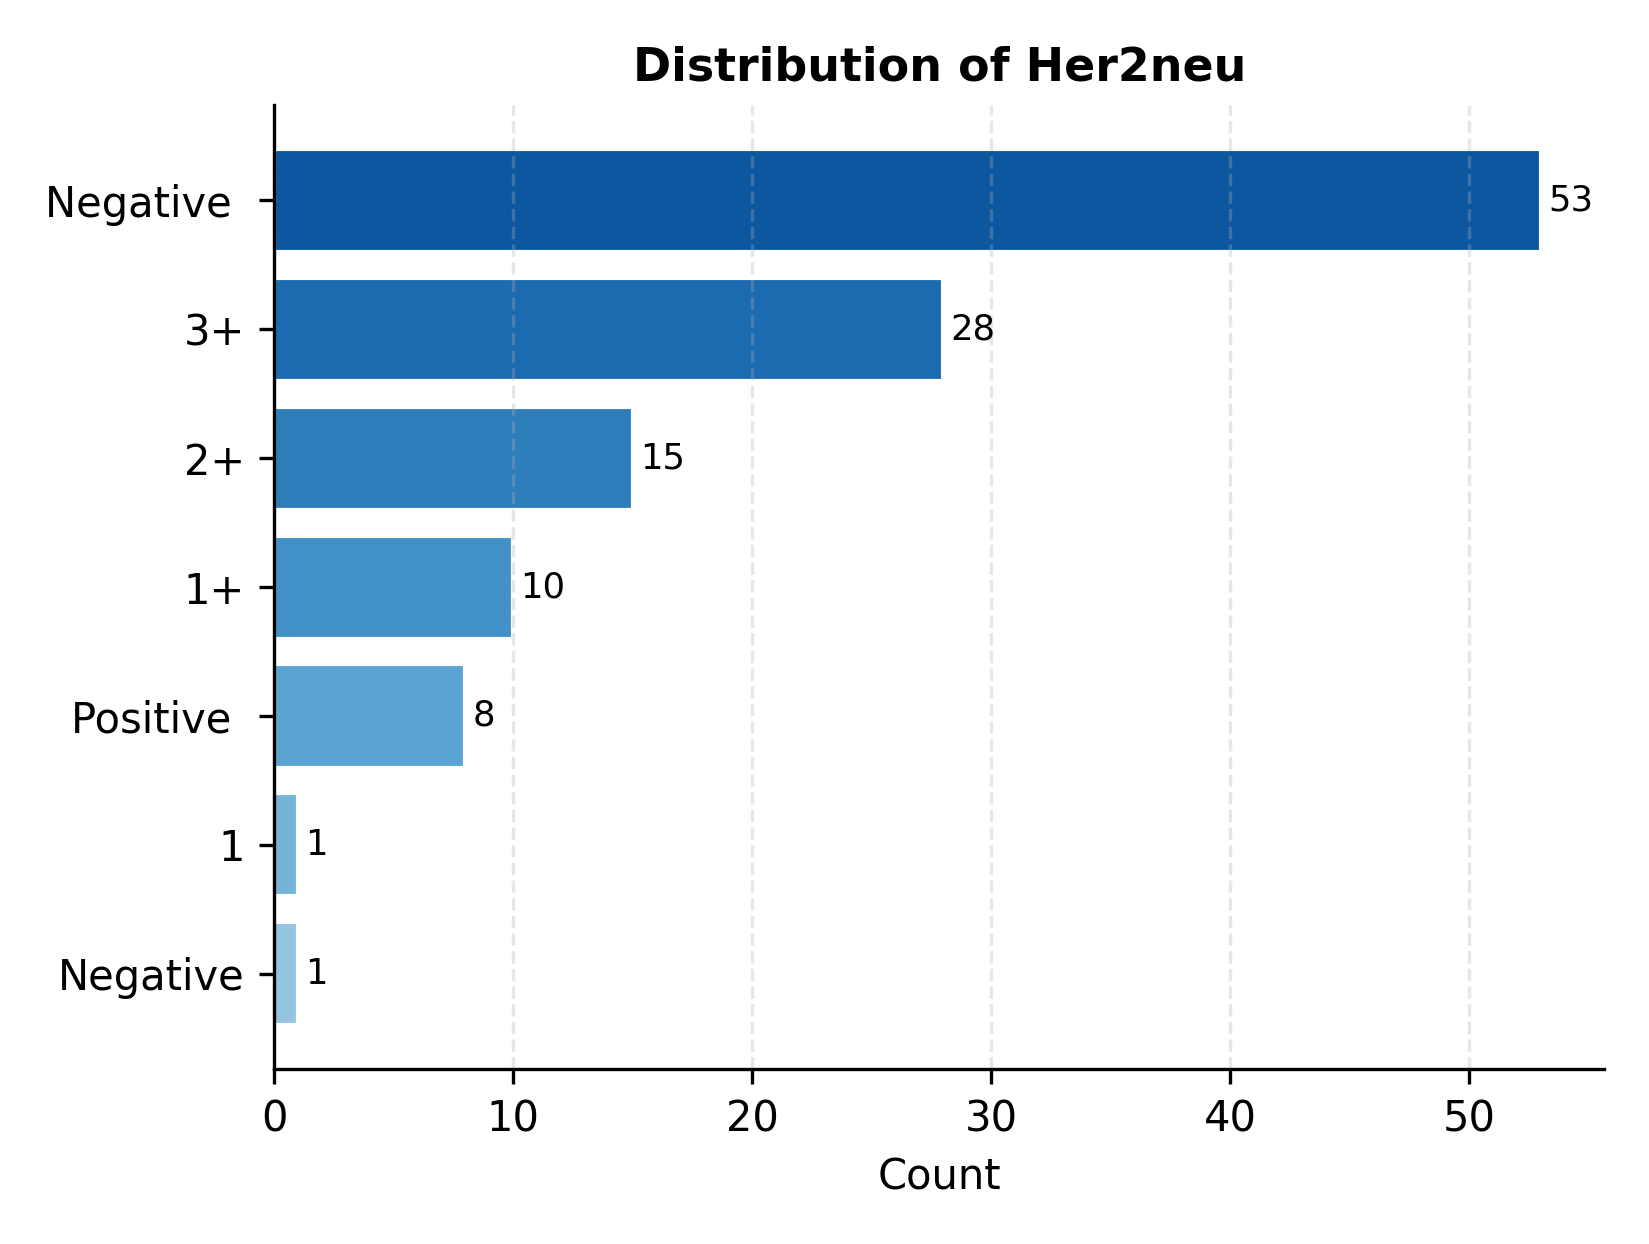 Distribution of Her2neu
Negative 53
3+ 28
2+ 15
1+ 10
Positive 8
1 1
Negative 1
0 10 20 30 40 50
Count